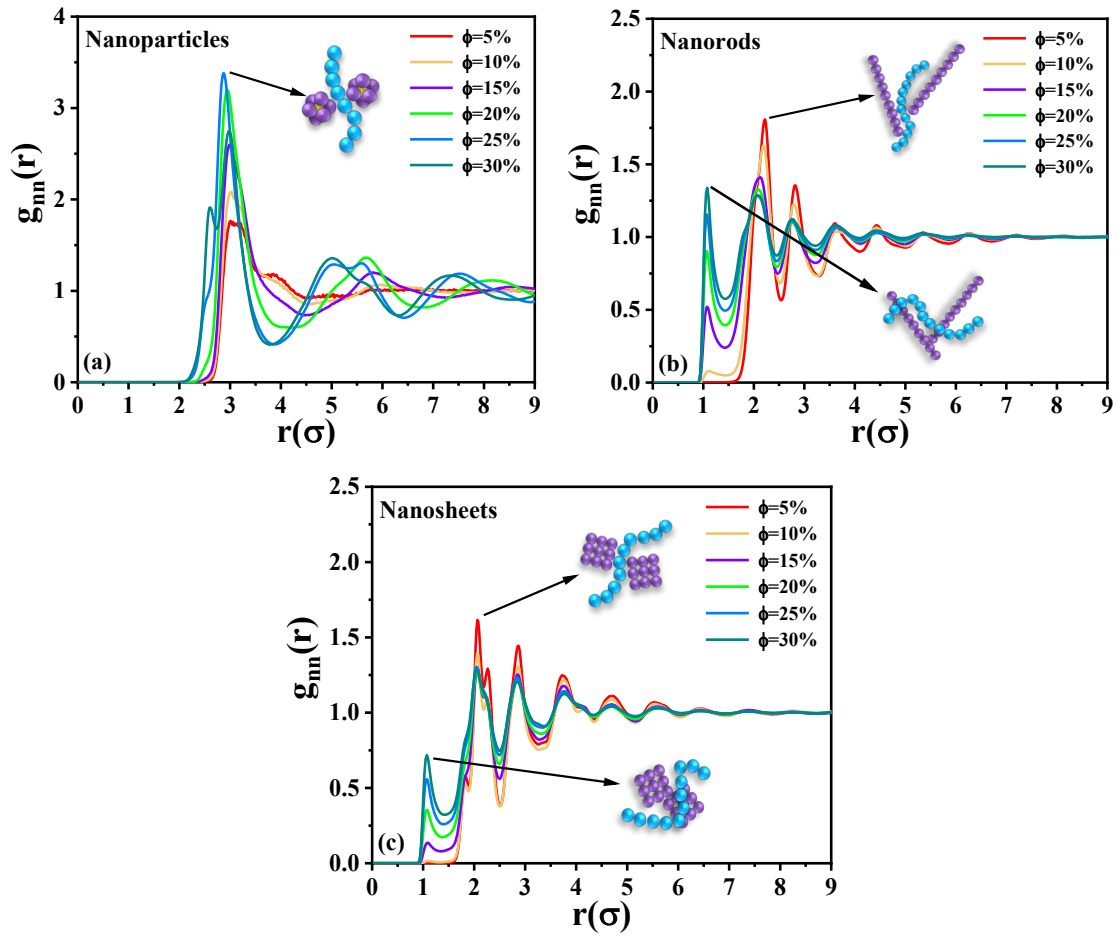 Nanoparticles
ϕ=5%
ϕ=10%
ϕ=15%
ϕ=20%
ϕ=25%
ϕ=30%
4
3
2
1
0
g_nn(r)
(a)
0 1 2 3 4 5 6 7 8 9
r(σ)
Nanorods
ϕ=5%
ϕ=10%
ϕ=15%
ϕ=20%
ϕ=25%
ϕ=30%
2.5
2.0
1.5
1.0
0.5
0.0
g_nn(r)
(b)
0 1 2 3 4 5 6 7 8 9
r(σ)
Nanosheets
ϕ=5%
ϕ=10%
ϕ=15%
ϕ=20%
ϕ=25%
ϕ=30%
2.5
2.0
1.5
1.0
0.5
0.0
g_nn(r)
(c)
0 1 2 3 4 5 6 7 8 9
r(σ)